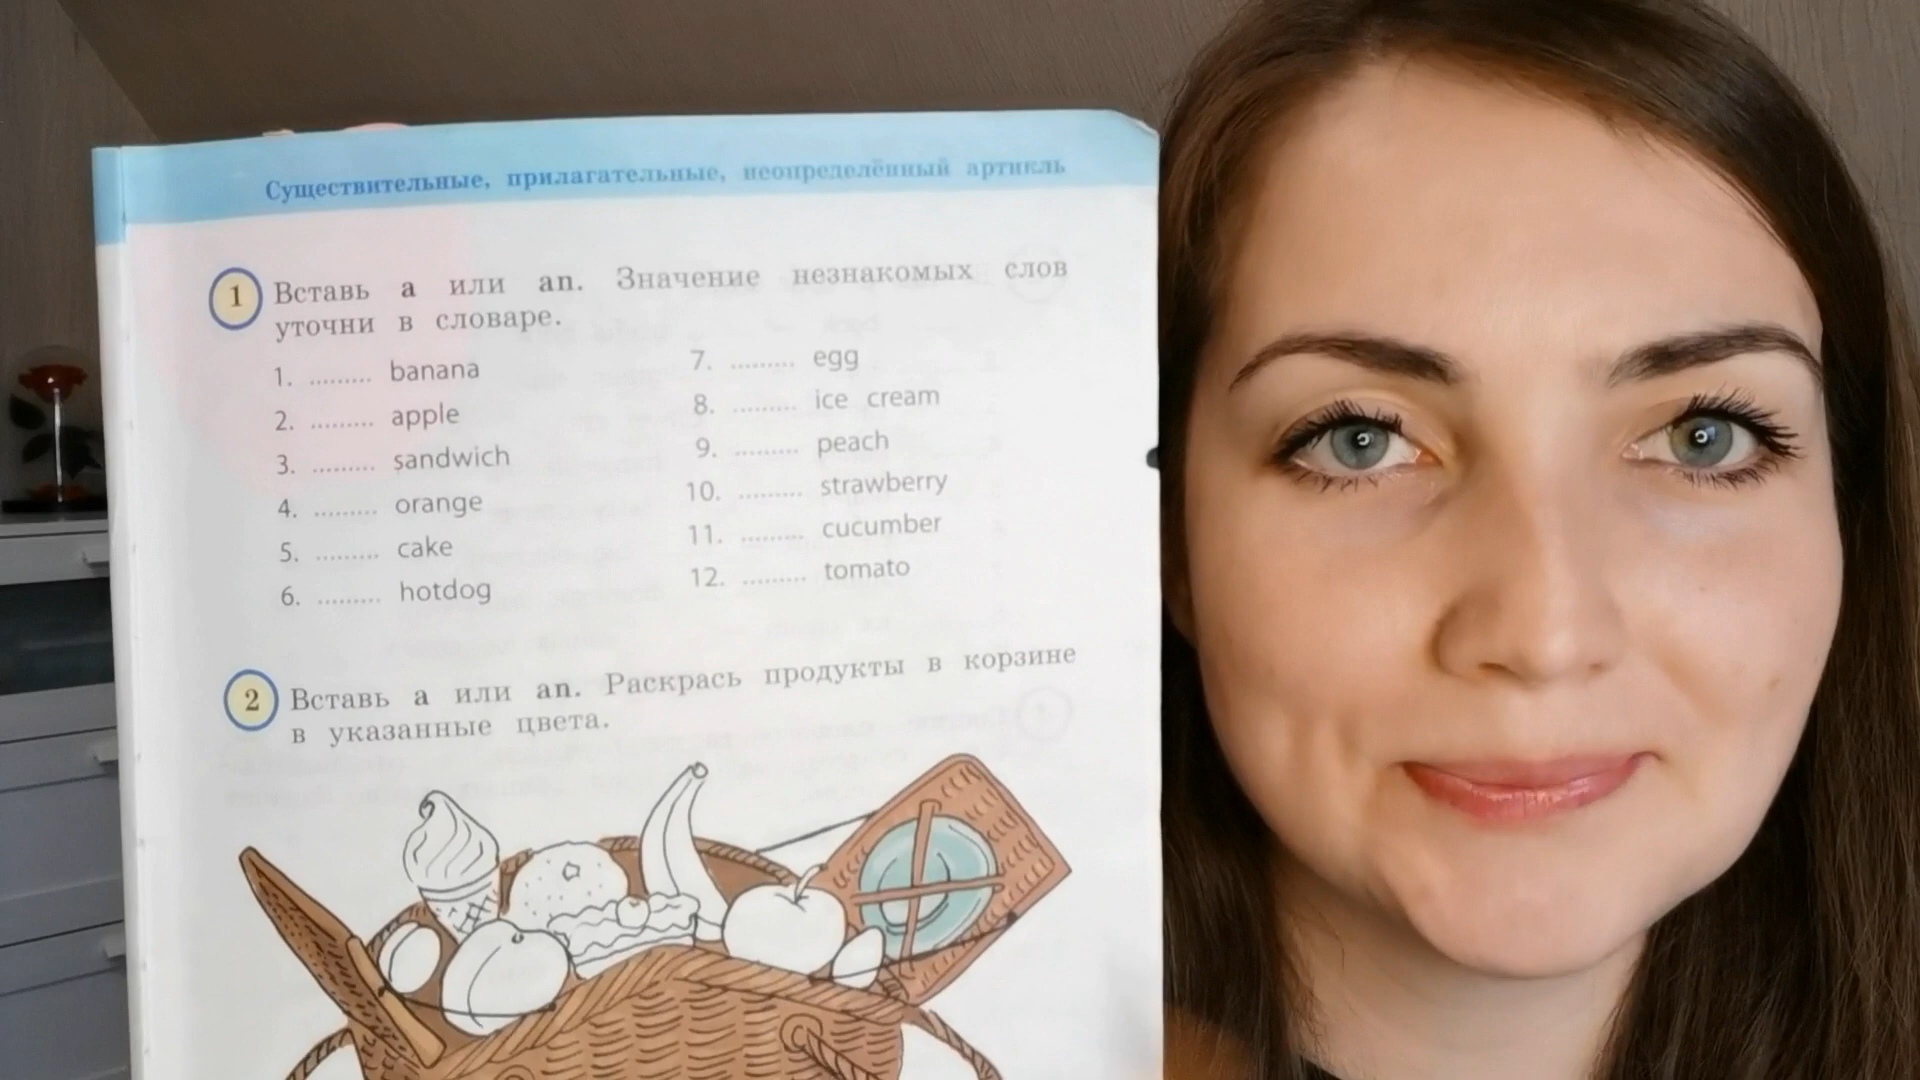 Существительные, прилагательные, неопределённый артикль
1 Вставь a или an. Значение незнакомых слов
уточни в словаре.
1. ......... banana
2. ......... apple
3. ......... sandwich
4. ......... orange
5. ......... cake
6. ......... hotdog
7. ......... egg
8. ......... ice cream
9. ......... peach
10. ......... strawberry
11. ......... cucumber
12. ......... tomato
2 Вставь a или an. Раскрась продукты в корзине
в указанные цвета.